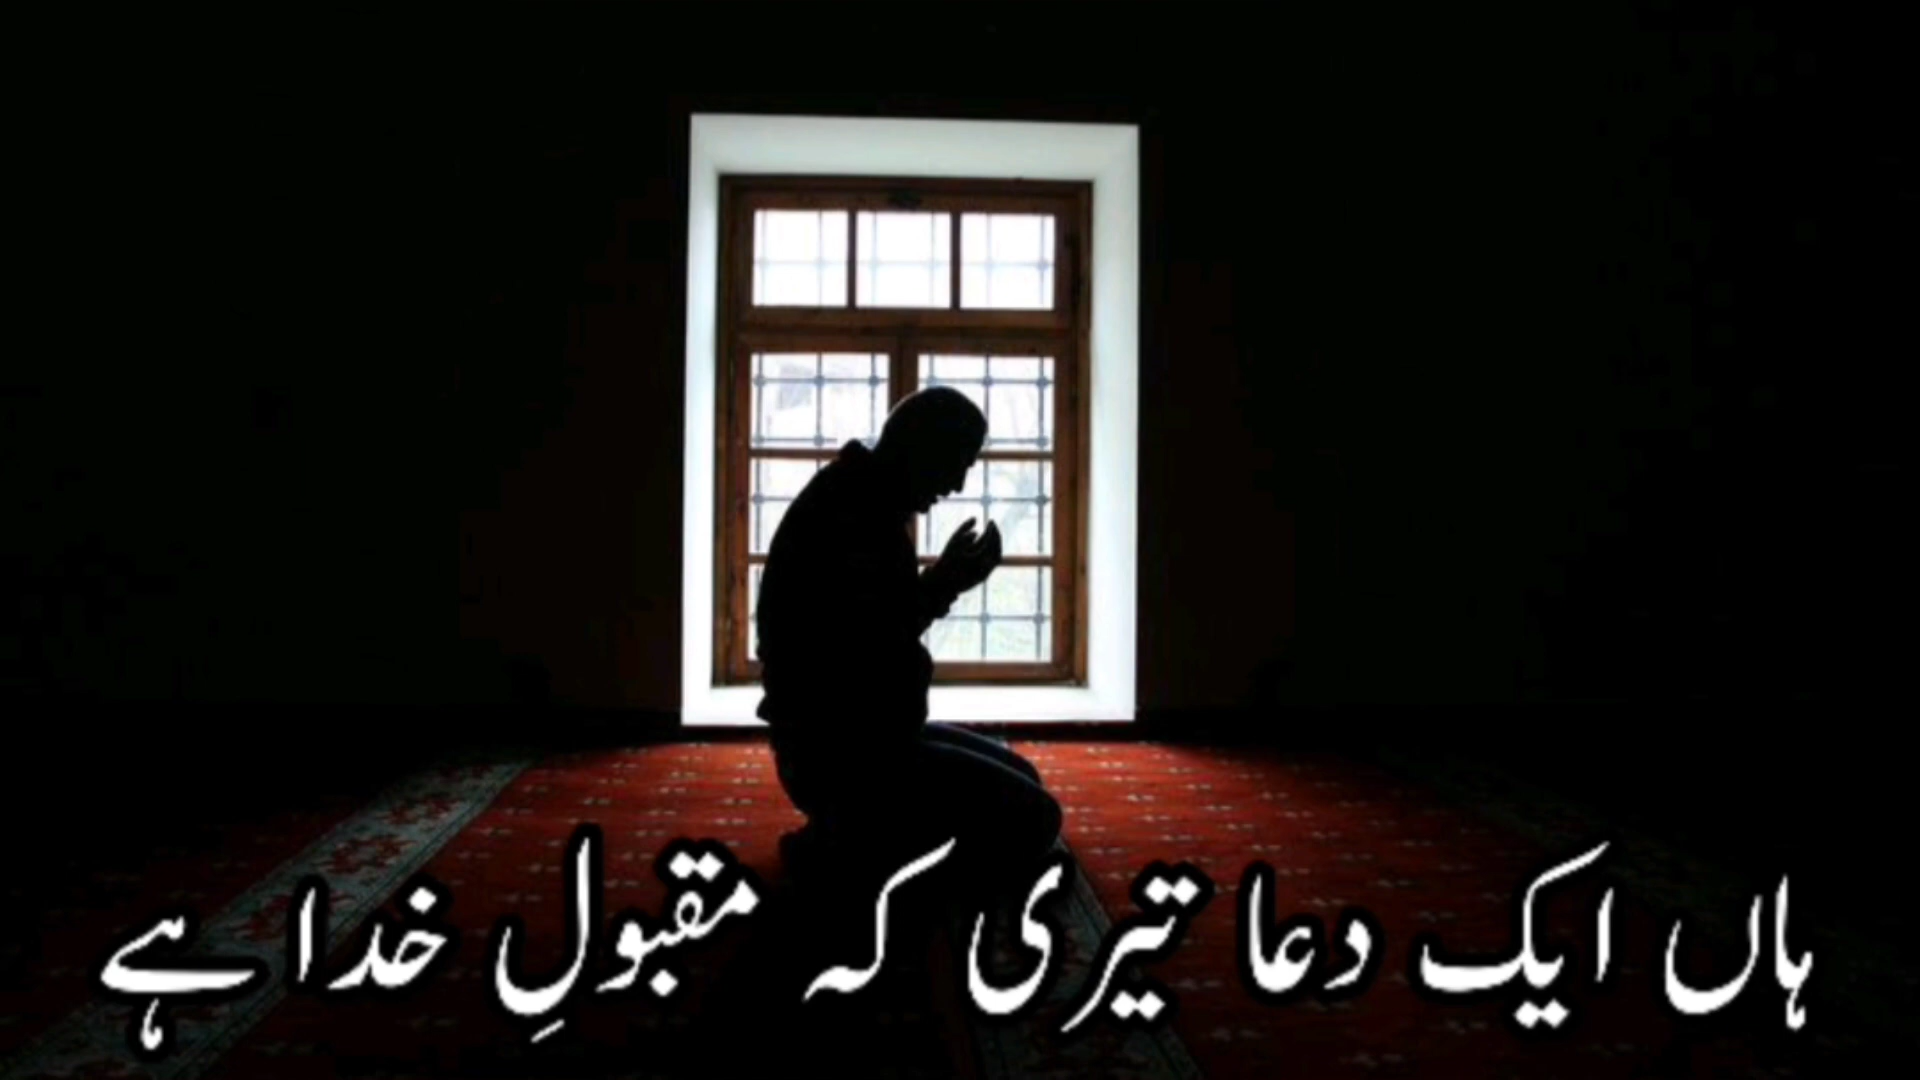 ہاں ایک دعا تیری کہ مقبولِ خدا ہے